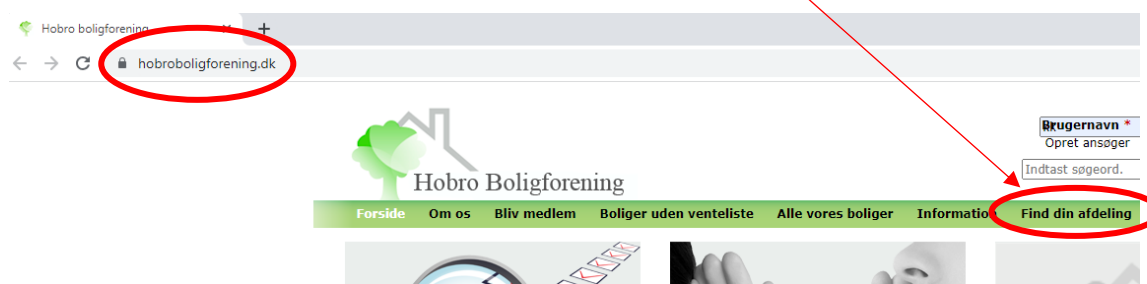 Hobro boligforening
hobroboligforening.dk
Brugernavn *
Opret ansøger
Indtast søgeord.
Hobro Boligforening
Forside Om os Bliv medlem Boliger uden venteliste Alle vores boliger Information Find din afdeling